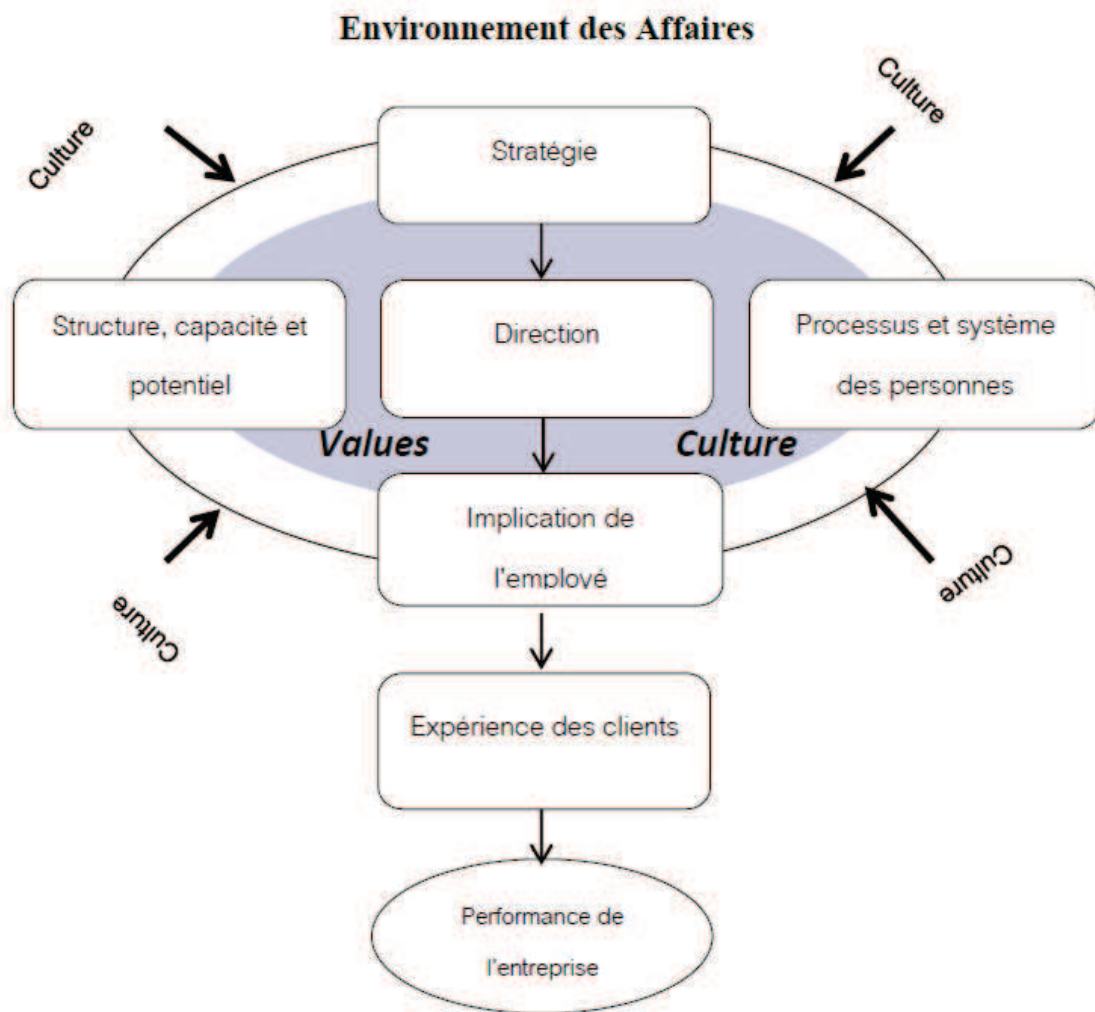 Environnement des Affaires
Culture
Culture
Stratégie
Structure, capacité et
potentiel
Direction
Processus et système
des personnes
Values
Culture
Implication de
l'employé
Culture
Culture
Expérience des clients
Performance de
l'entreprise